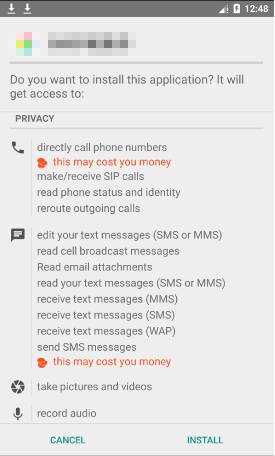 12:48
Do you want to install this application? It will
get access to:
PRIVACY
directly call phone numbers
this may cost you money
make/receive SIP calls
read phone status and identity
reroute outgoing calls
edit your text messages (SMS or MMS)
read cell broadcast messages
Read email attachments
read your text messages (SMS or MMS)
receive text messages (MMS)
receive text messages (SMS)
receive text messages (WAP)
send SMS messages
this may cost you money
take pictures and videos
record audio
CANCEL
INSTALL